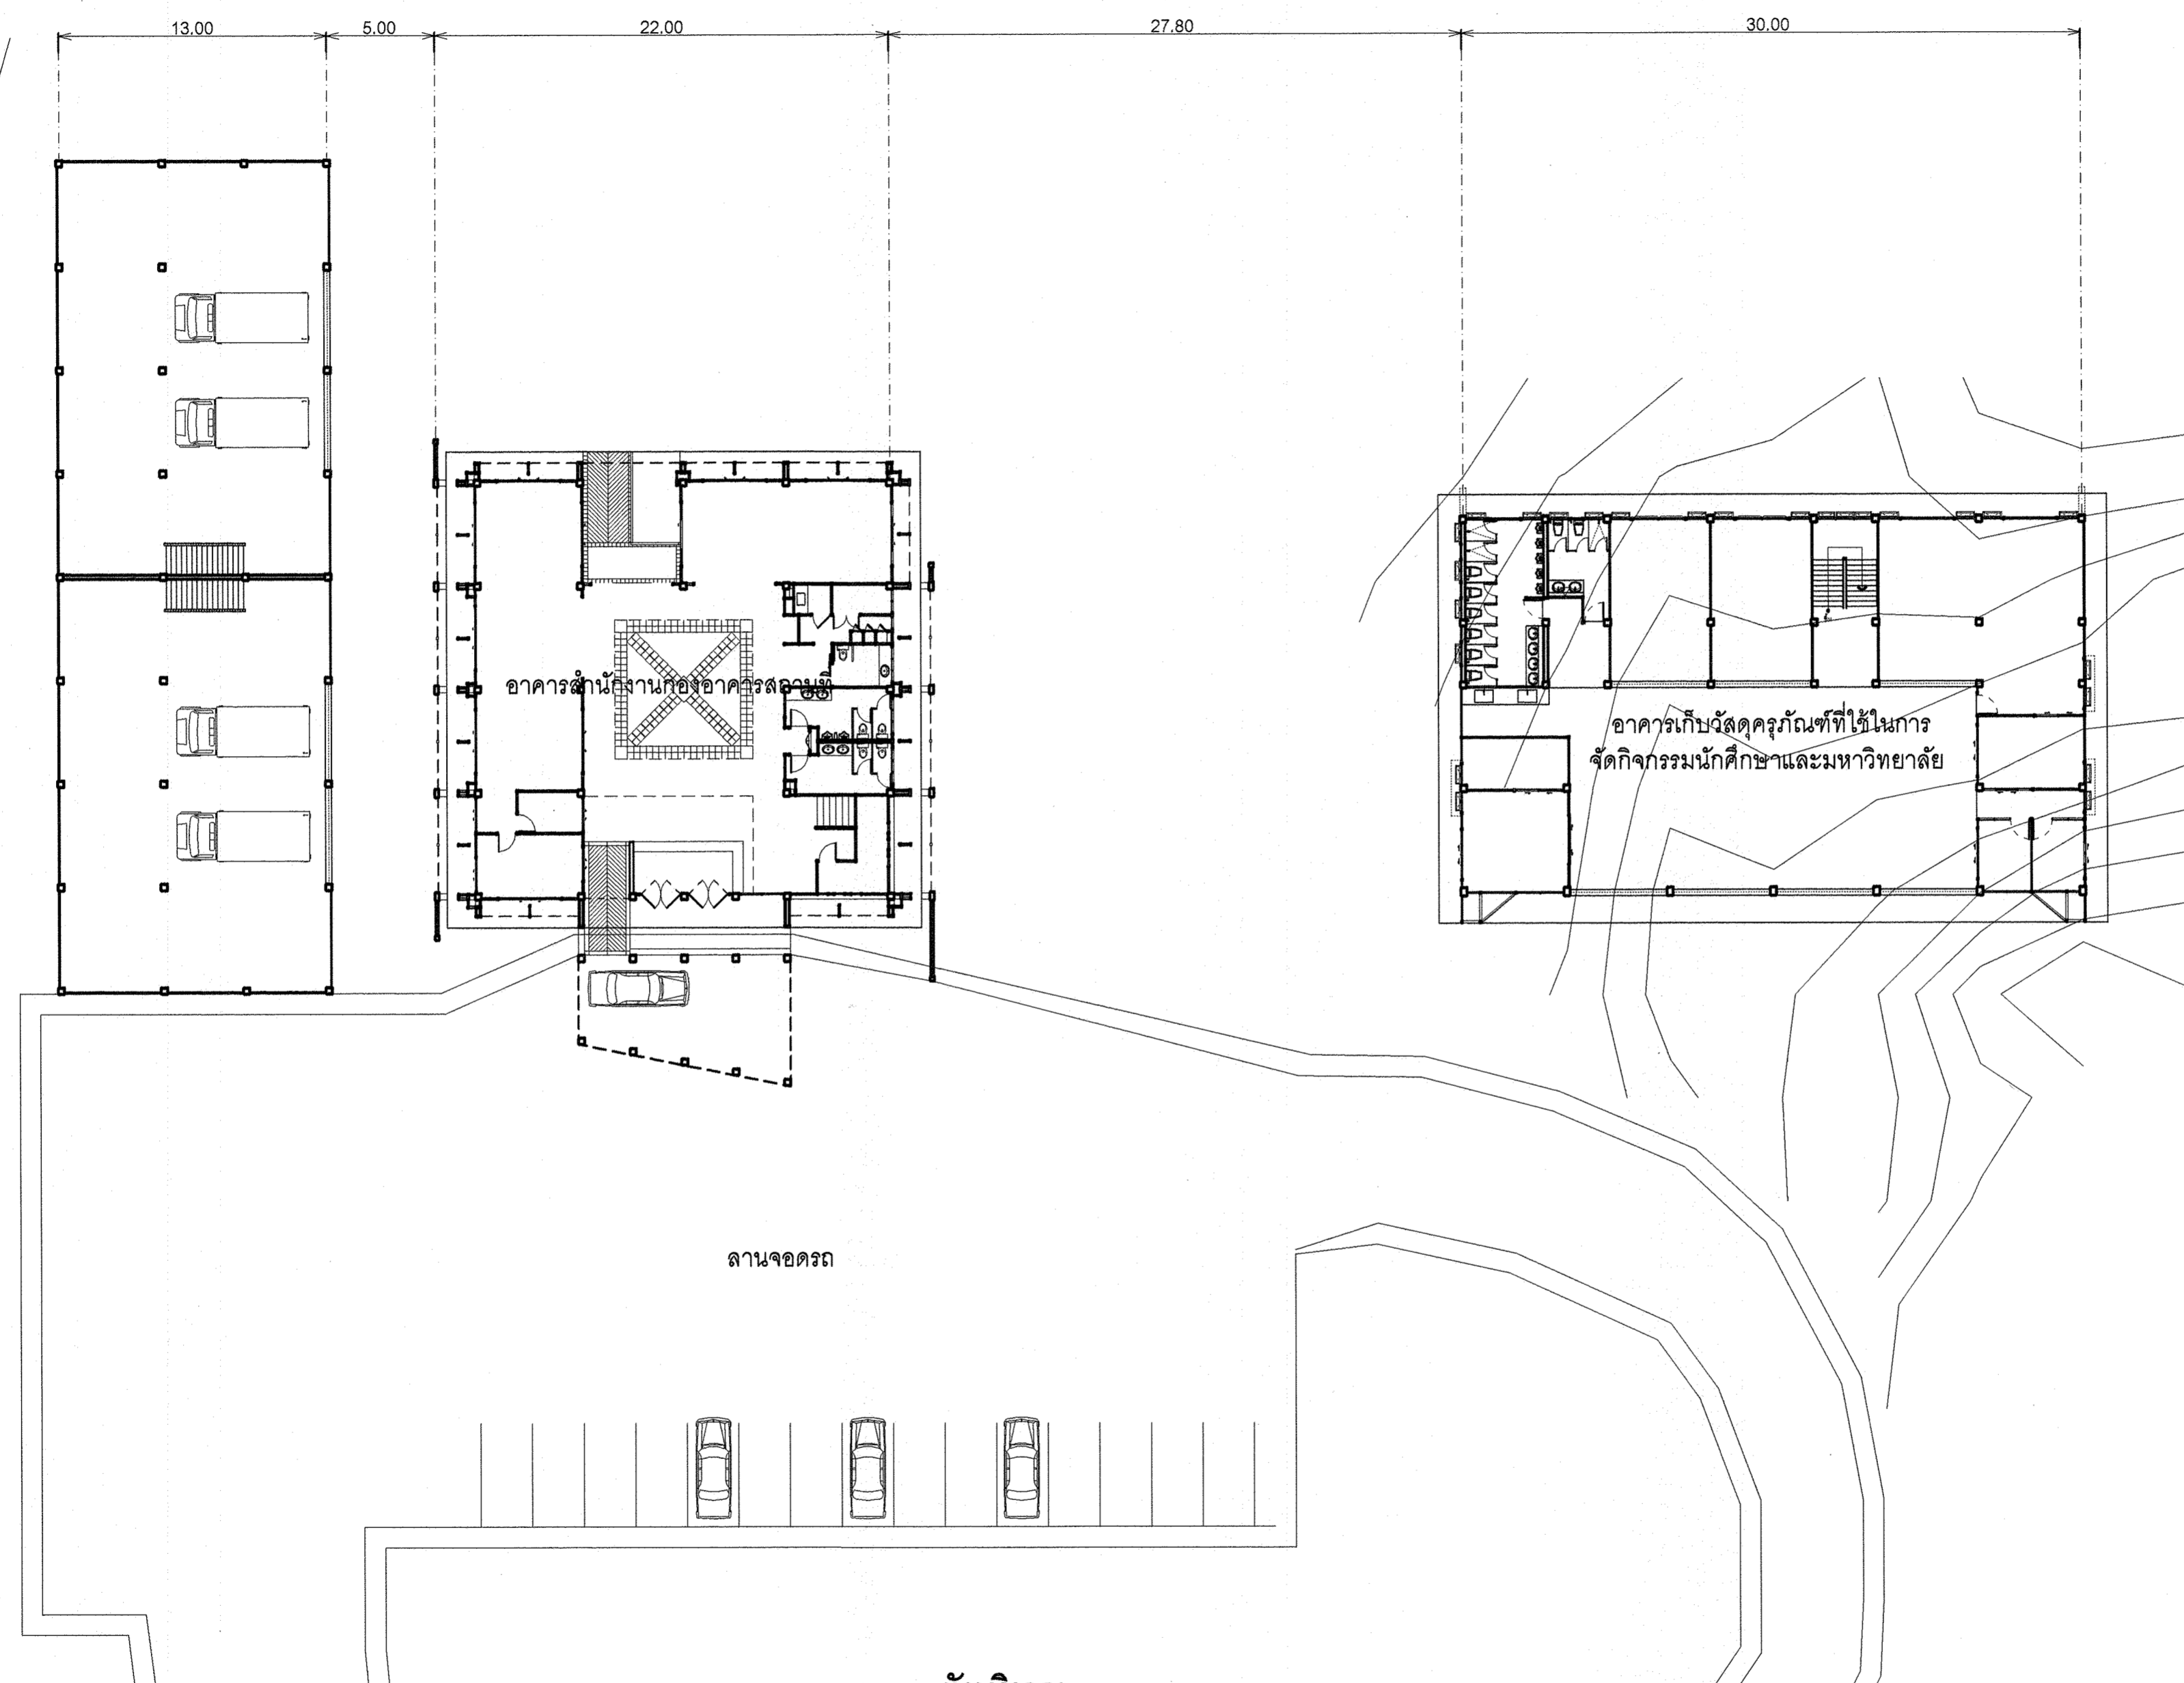 13.00 5.00 22.00 27.80 30.00
อาคารสำนักงานกองอาคารสถานที่
อาคารเก็บวัสดุครุภัณฑ์ที่ใช้ในการ
จัดกิจกรรมนักศึกษาและมหาวิทยาลัย
ลานจอดรถ